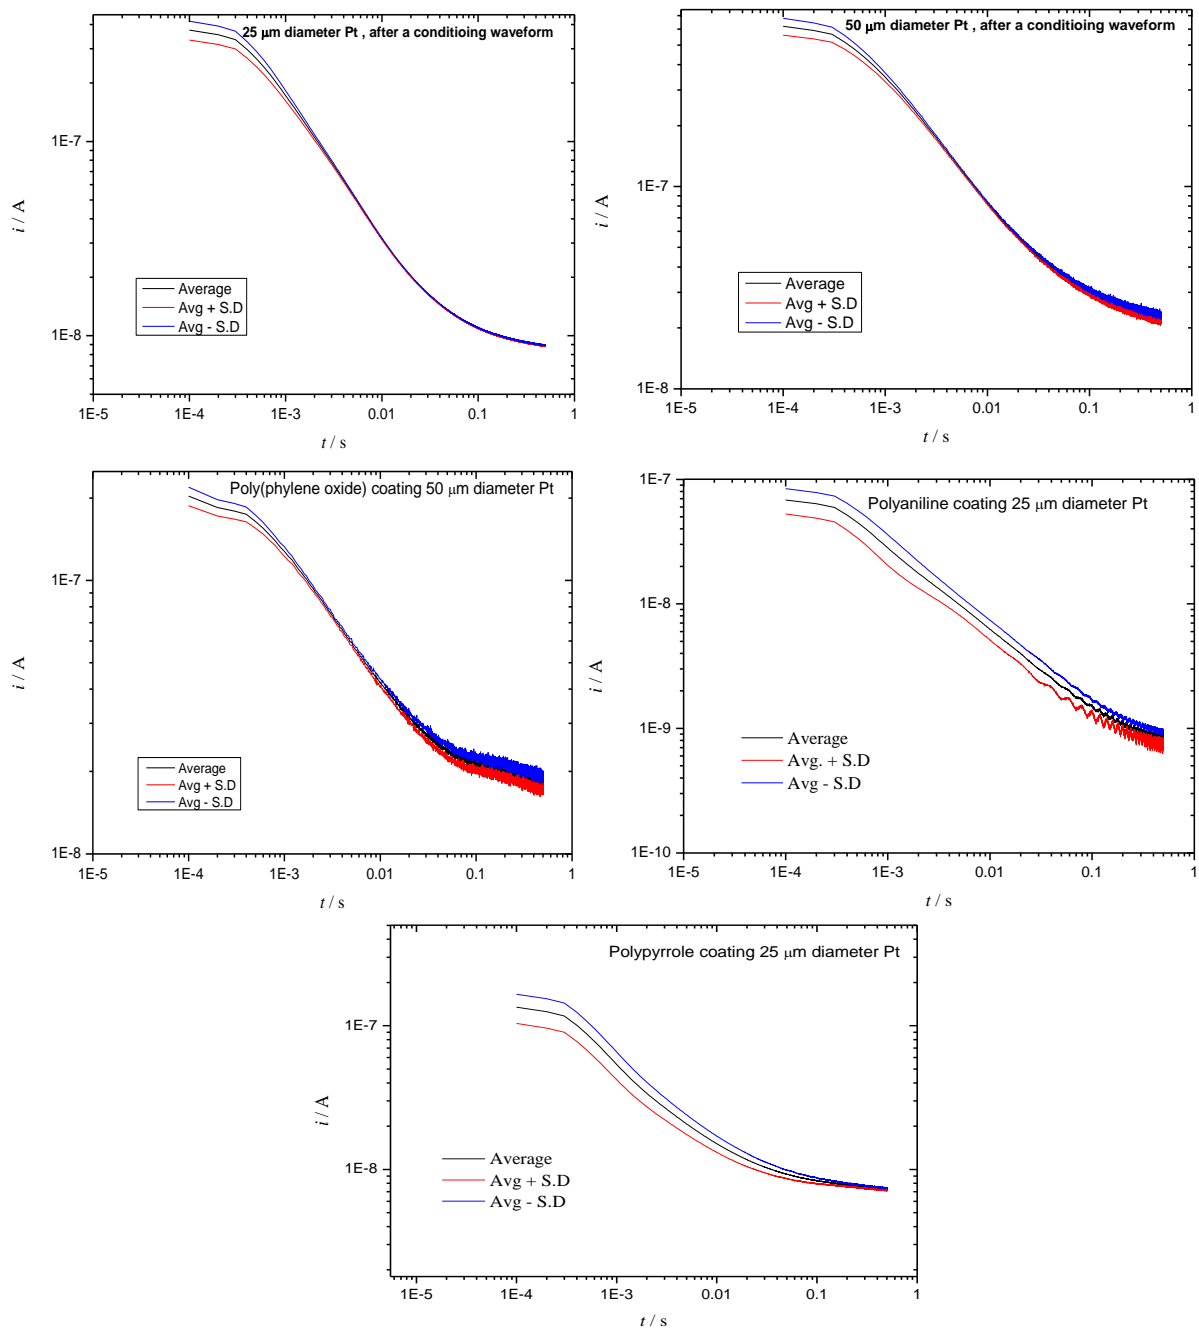 25 μm diameter Pt , after a conditioing waveform
1E-7
1E-8
i / A
Average
Avg + S.D
Avg - S.D
1E-5
1E-4
1E-3
0.01
0.1
1
t / s
50 μm diameter Pt , after a conditioing waveform
1E-7
1E-8
i / A
Average
Avg + S.D
Avg - S.D
1E-5
1E-4
1E-3
0.01
0.1
1
t / s
Poly(phylene oxide) coating 50 μm diameter Pt
1E-7
1E-8
i / A
Average
Avg + S.D
Avg - S.D
1E-5
1E-4
1E-3
0.01
0.1
1
t / s
Polyaniline coating 25 μm diameter Pt
1E-7
1E-8
1E-9
1E-10
i / A
Average
Avg. + S.D
Avg - S.D
1E-5
1E-4
1E-3
0.01
0.1
1
t / s
Polypyrrole coating 25 μm diameter Pt
1E-7
1E-8
i / A
Average
Avg + S.D
Avg - S.D
1E-5
1E-4
1E-3
0.01
0.1
1
t / s